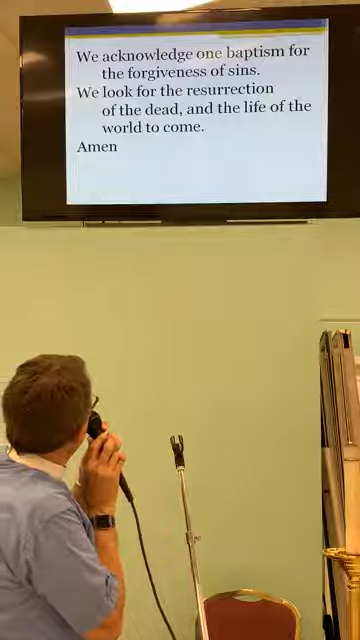 We acknowledge one baptism for
the forgiveness of sins.
We look for the resurrection
of the dead, and the life of the
world to come.
Amen